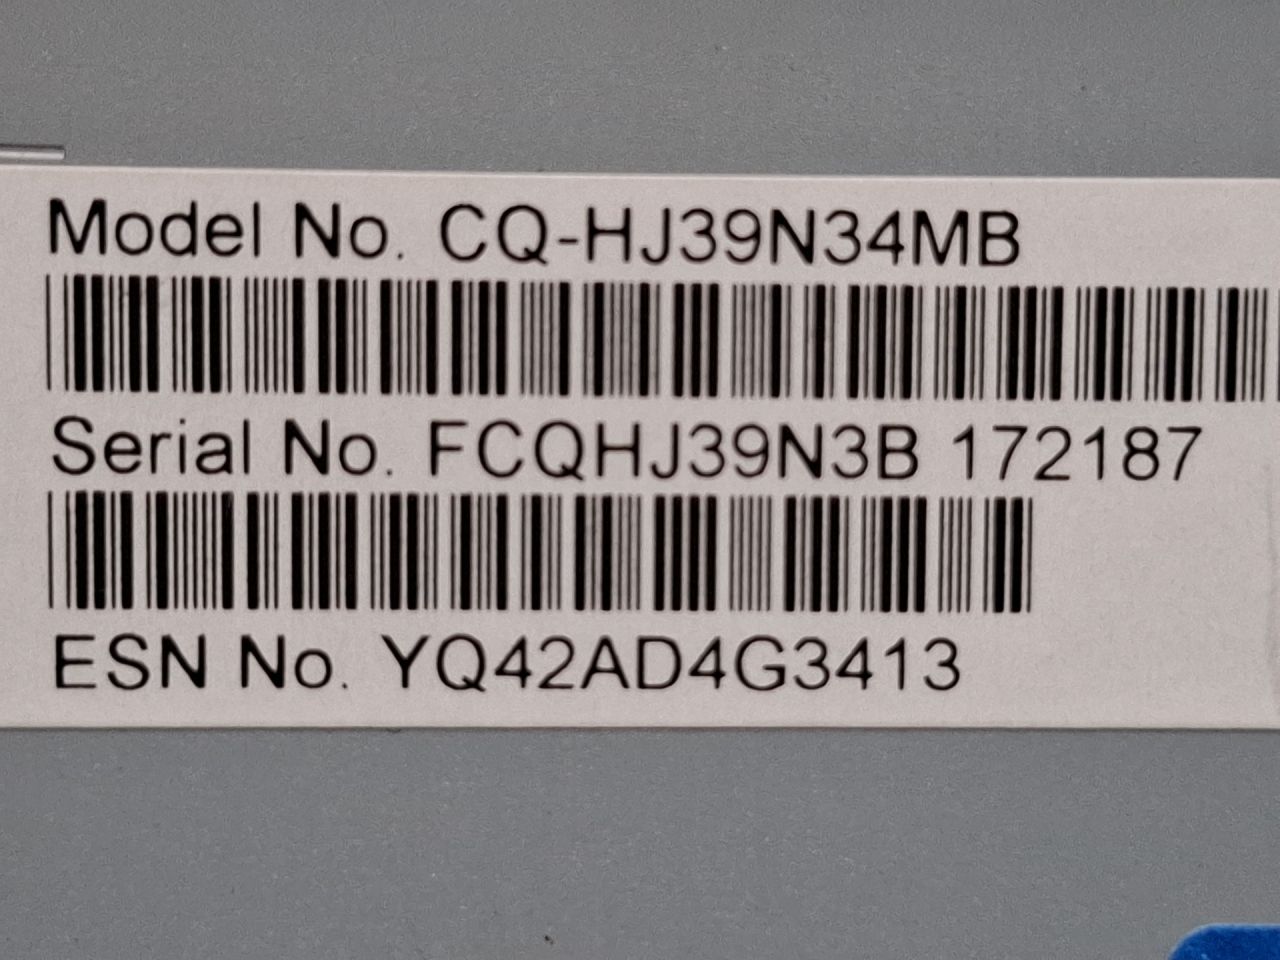 Model No. CQ-HJ39N34MB
Serial No. FCQHJ39N3B 172187
ESN No. YQ42AD4G3413